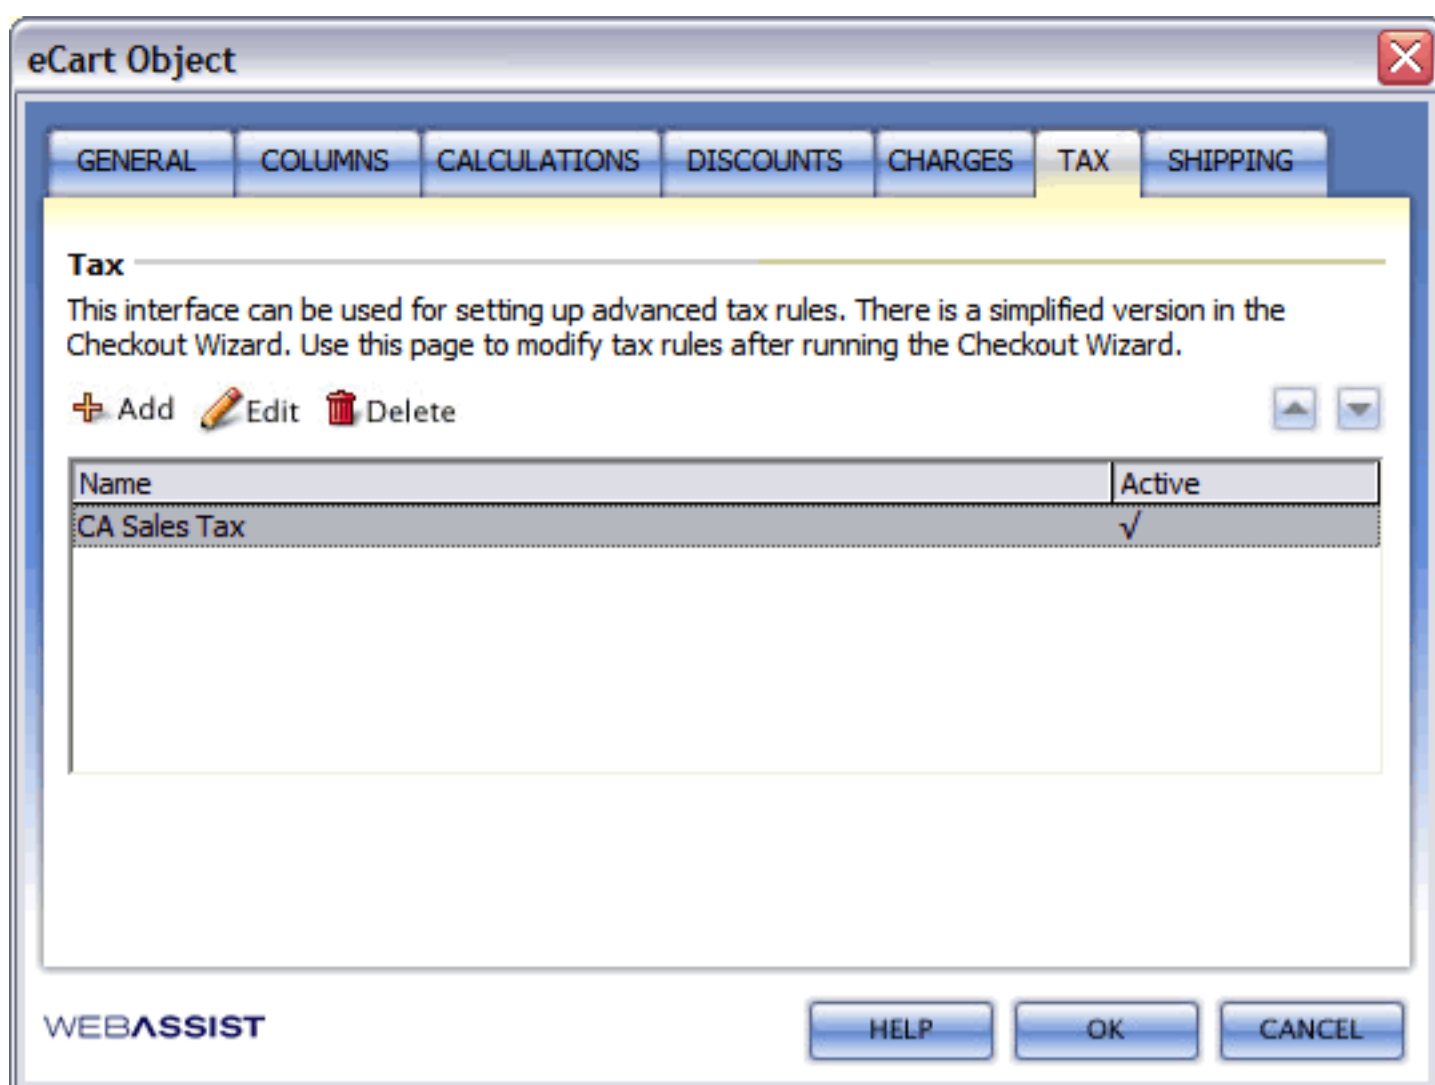 eCart Object
GENERAL COLUMNS CALCULATIONS DISCOUNTS CHARGES TAX SHIPPING
Tax
This interface can be used for setting up advanced tax rules. There is a simplified version in the
Checkout Wizard. Use this page to modify tax rules after running the Checkout Wizard.
Add Edit Delete
Name Active
CA Sales Tax √
WEBASSIST HELP OK CANCEL